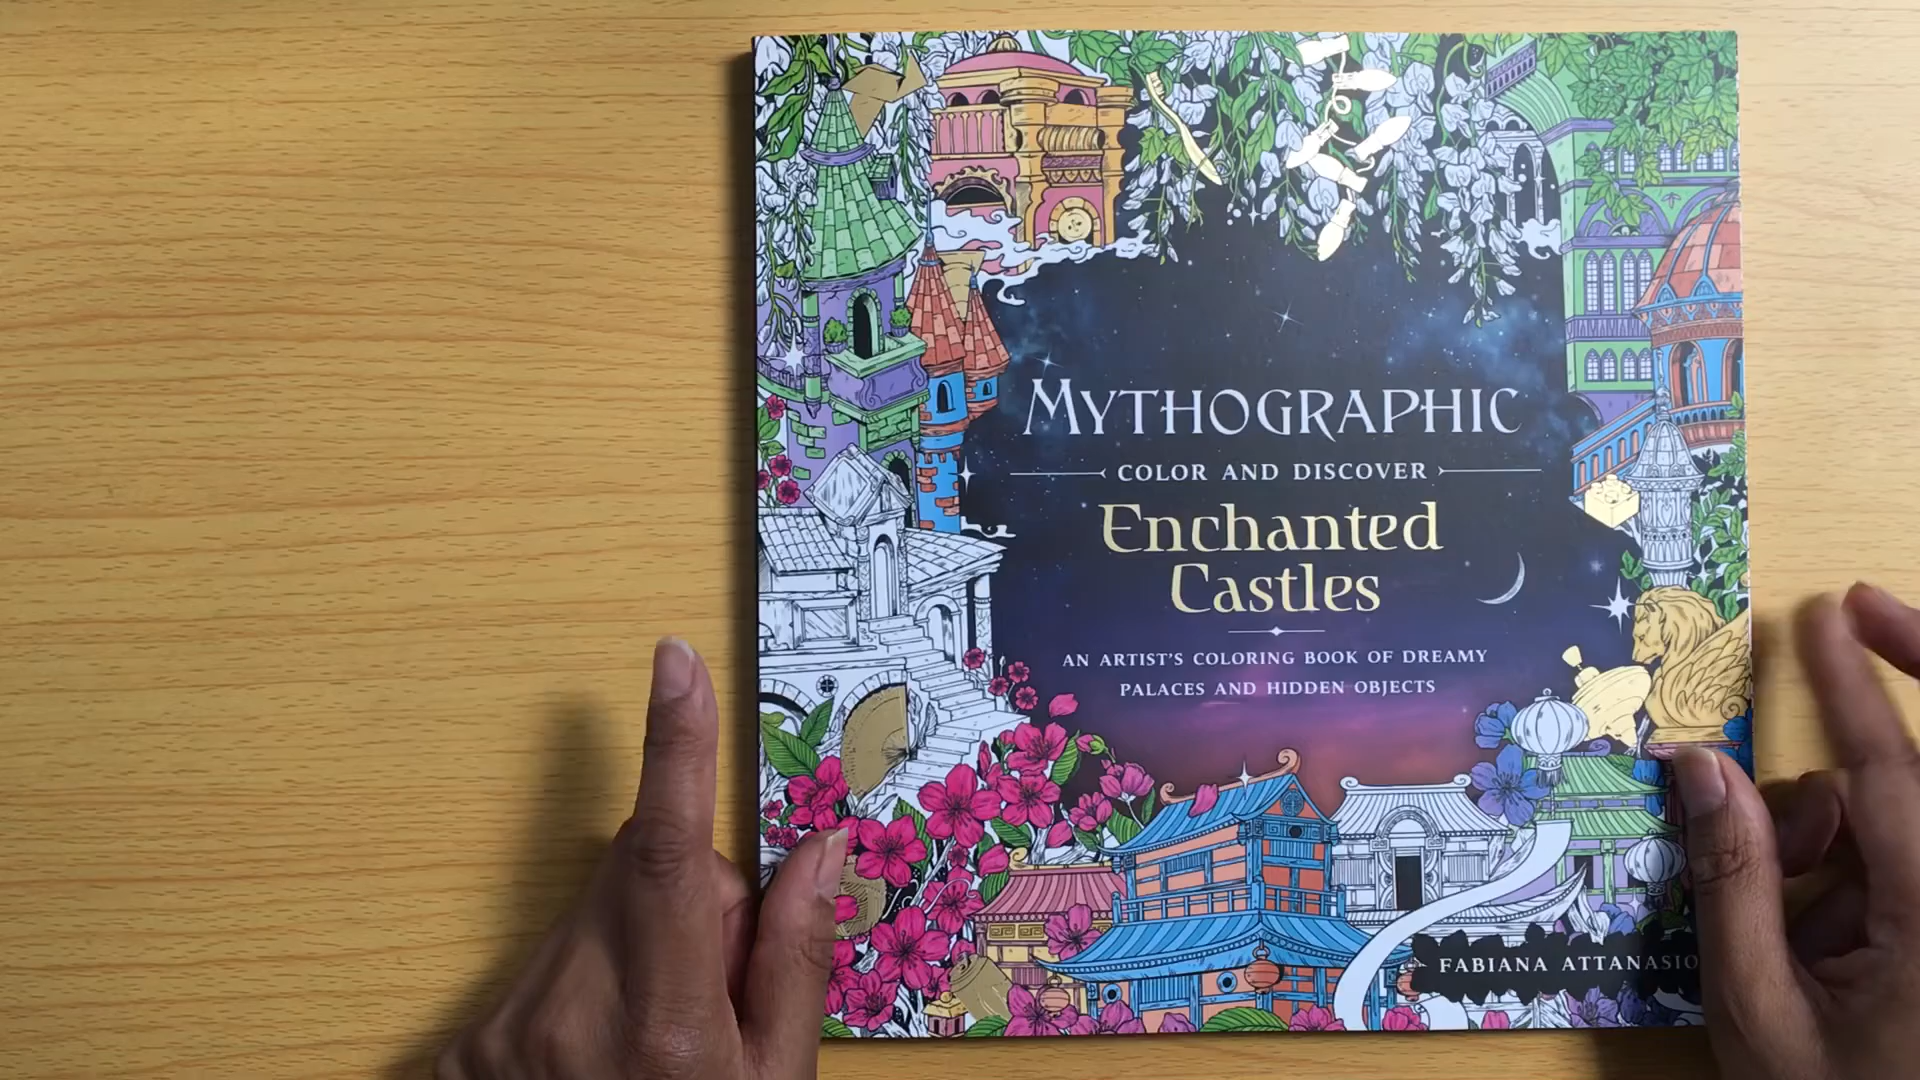 MYTHOGRAPHIC
COLOR AND DISCOVER
Enchanted
Castles
AN ARTIST'S COLORING BOOK OF DREAMY
PALACES AND HIDDEN OBJECTS
FABIANA ATTANASIO